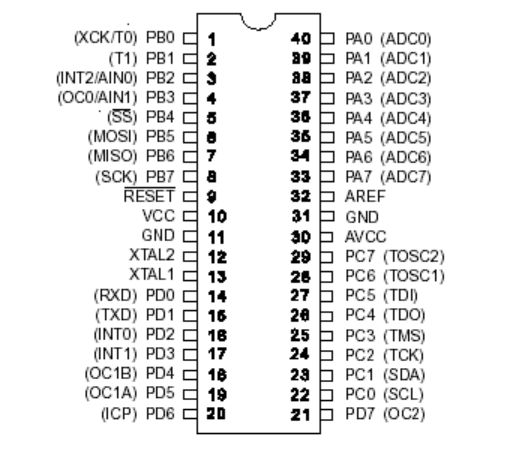 (XCK/T0) PB0 1 40 PA0 (ADC0)
(T1) PB1 2 39 PA1 (ADC1)
(INT2/AIN0) PB2 3 38 PA2 (ADC2)
(OC0/AIN1) PB3 4 37 PA3 (ADC3)
(S̅S̅) PB4 5 36 PA4 (ADC4)
(MOSI) PB5 6 35 PA5 (ADC5)
(MISO) PB6 7 34 PA6 (ADC6)
(SCK) PB7 8 33 PA7 (ADC7)
R̅E̅S̅E̅T̅ 9 32 AREF
VCC 10 31 GND
GND 11 30 AVCC
XTAL2 12 29 PC7 (TOSC2)
XTAL1 13 28 PC6 (TOSC1)
(RXD) PD0 14 27 PC5 (TDI)
(TXD) PD1 15 26 PC4 (TDO)
(INT0) PD2 16 25 PC3 (TMS)
(INT1) PD3 17 24 PC2 (TCK)
(OC1B) PD4 18 23 PC1 (SDA)
(OC1A) PD5 19 22 PC0 (SCL)
(ICP) PD6 20 21 PD7 (OC2)